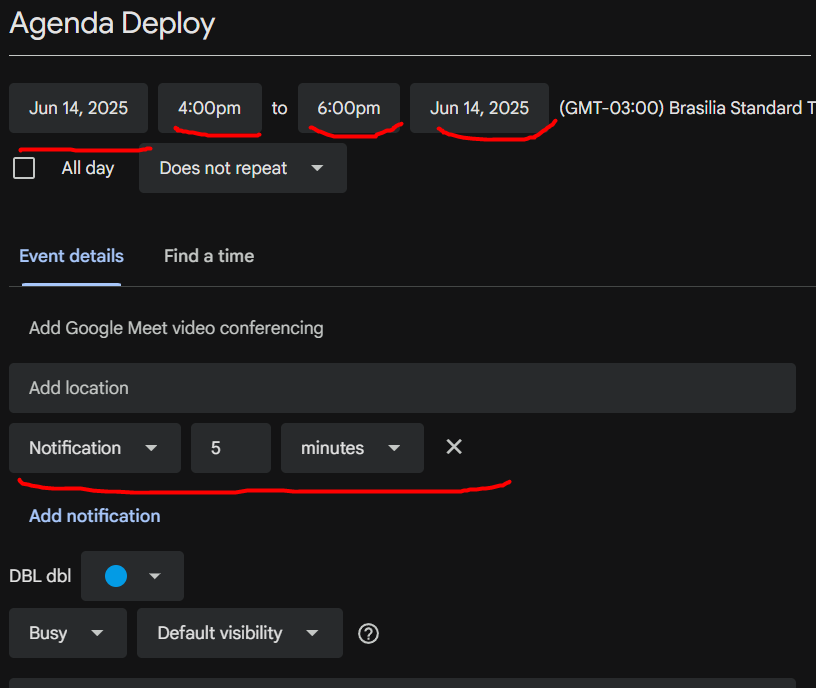 Agenda Deploy
Jun 14, 2025 4:00pm to 6:00pm Jun 14, 2025 (GMT-03:00) Brasilia Standard T
All day Does not repeat
Event details Find a time
Add Google Meet video conferencing
Add location
Notification 5 minutes
Add notification
DBL dbl
Busy Default visibility